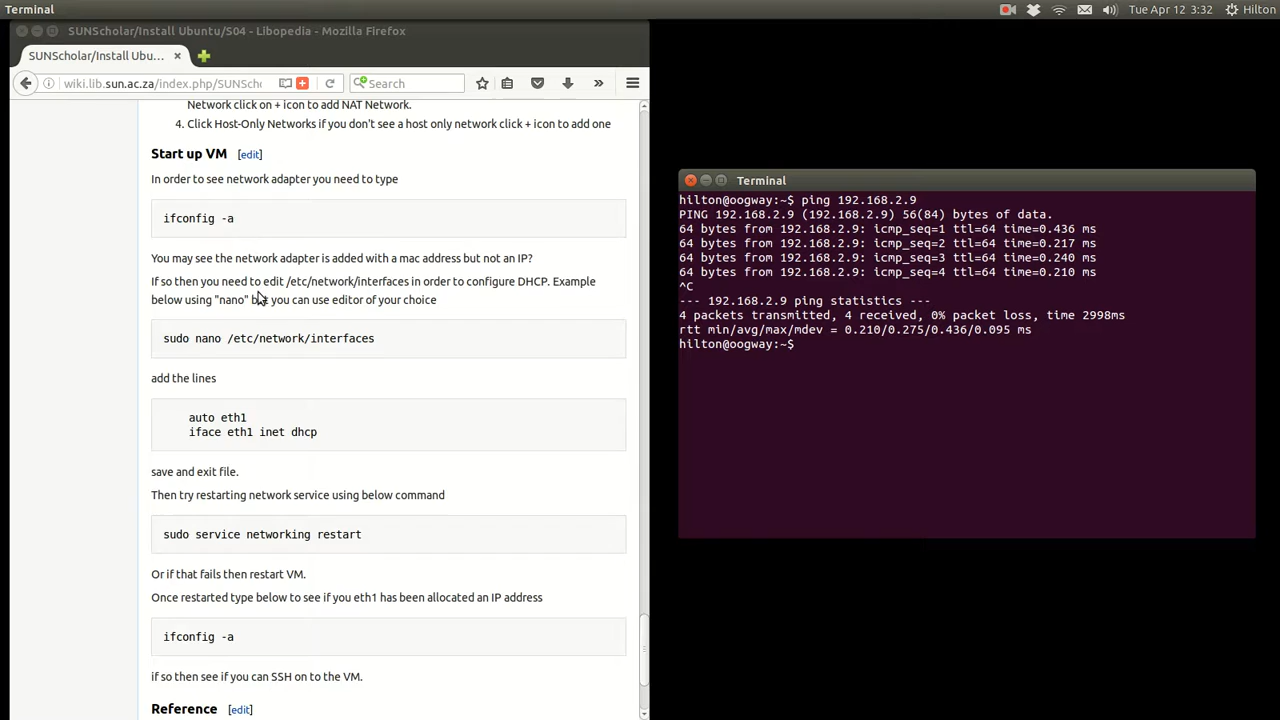 Terminal
Tue Apr 12 3:32 Hilton
SUNScholar/Install Ubuntu/S04 - Libopedia - Mozilla Firefox
SUNScholar/Install Ubu...
wiki.lib.sun.ac.za/index.php/SUNSch
Search
Network click on + icon to add NAT Network.
4. Click Host-Only Networks if you don't see a host only network click + icon to add one
Start up VM [edit]
In order to see network adapter you need to type
ifconfig -a
You may see the network adapter is added with a mac address but not an IP?
If so then you need to edit /etc/network/interfaces in order to configure DHCP. Example
below using "nano" but you can use editor of your choice
sudo nano /etc/network/interfaces
add the lines
auto eth1
iface eth1 inet dhcp
save and exit file.
Then try restarting network service using below command
sudo service networking restart
Or if that fails then restart VM.
Once restarted type below to see if you eth1 has been allocated an IP address
ifconfig -a
if so then see if you can SSH on to the VM.
Reference [edit]
Terminal
hilton@oogway:~$ ping 192.168.2.9
PING 192.168.2.9 (192.168.2.9) 56(84) bytes of data.
64 bytes from 192.168.2.9: icmp_seq=1 ttl=64 time=0.436 ms
64 bytes from 192.168.2.9: icmp_seq=2 ttl=64 time=0.217 ms
64 bytes from 192.168.2.9: icmp_seq=3 ttl=64 time=0.240 ms
64 bytes from 192.168.2.9: icmp_seq=4 ttl=64 time=0.210 ms
^C
--- 192.168.2.9 ping statistics ---
4 packets transmitted, 4 received, 0% packet loss, time 2998ms
rtt min/avg/max/mdev = 0.210/0.275/0.436/0.095 ms
hilton@oogway:~$